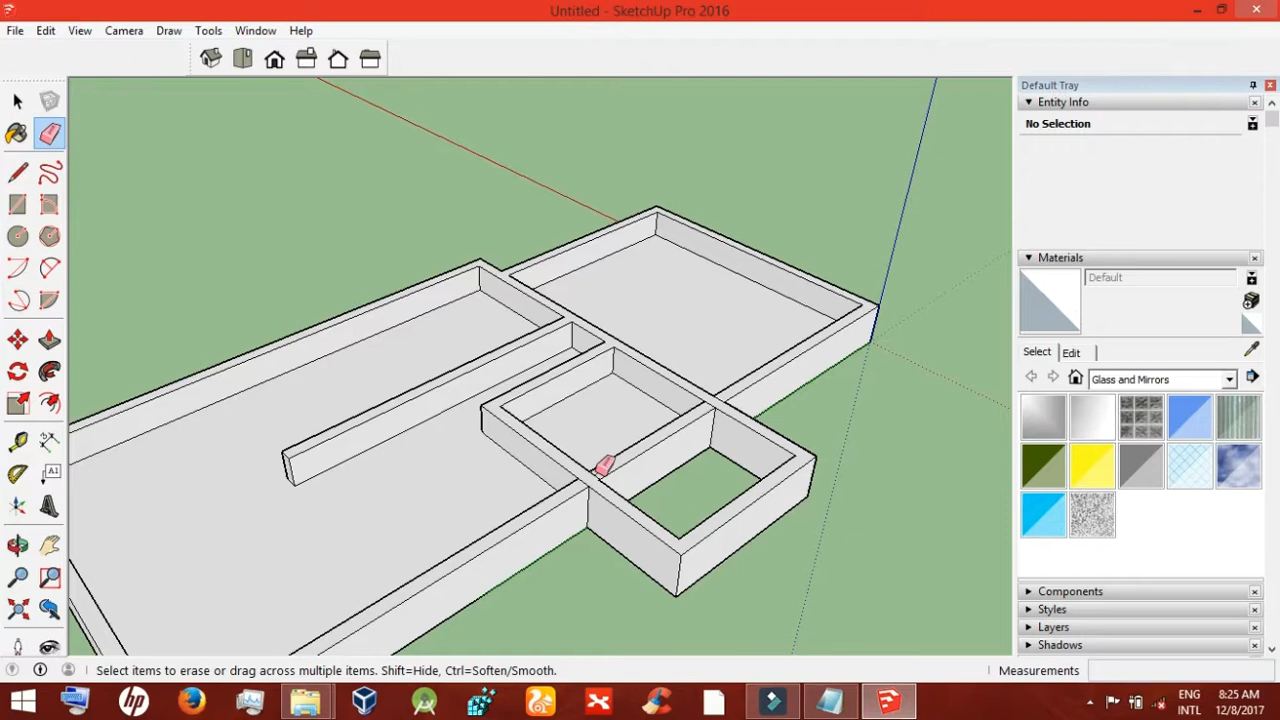 Untitled - SketchUp Pro 2016
File Edit View Camera Draw Tools Window Help
Default Tray
Entity Info
No Selection
Materials
Default
Select Edit
Glass and Mirrors
A1
Components
Styles
Layers
Shadows
Select items to erase or drag across multiple items. Shift=Hide, Ctrl=Soften/Smooth.
Measurements
hp
ENG
INTL
8:25 AM
12/8/2017